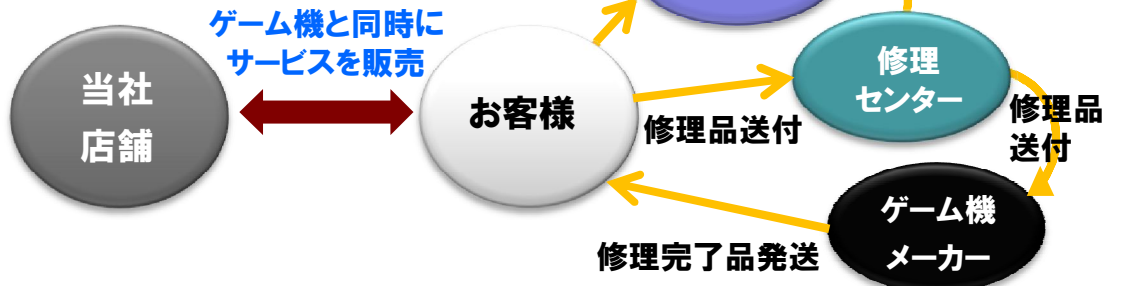 ゲーム機と同時に
サービスを販売
当社
店舗
お客様
修理
センター
修理品送付
修理品
送付
ゲーム機
メーカー
修理完了品発送